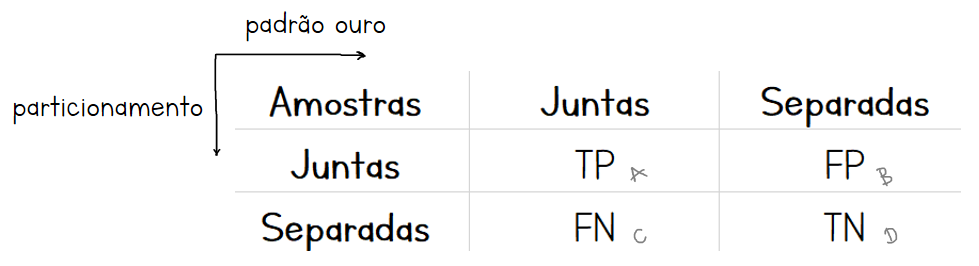 padrão ouro
particionamento
Amostras Juntas Separadas
Juntas TP A FP B
Separadas FN C TN D